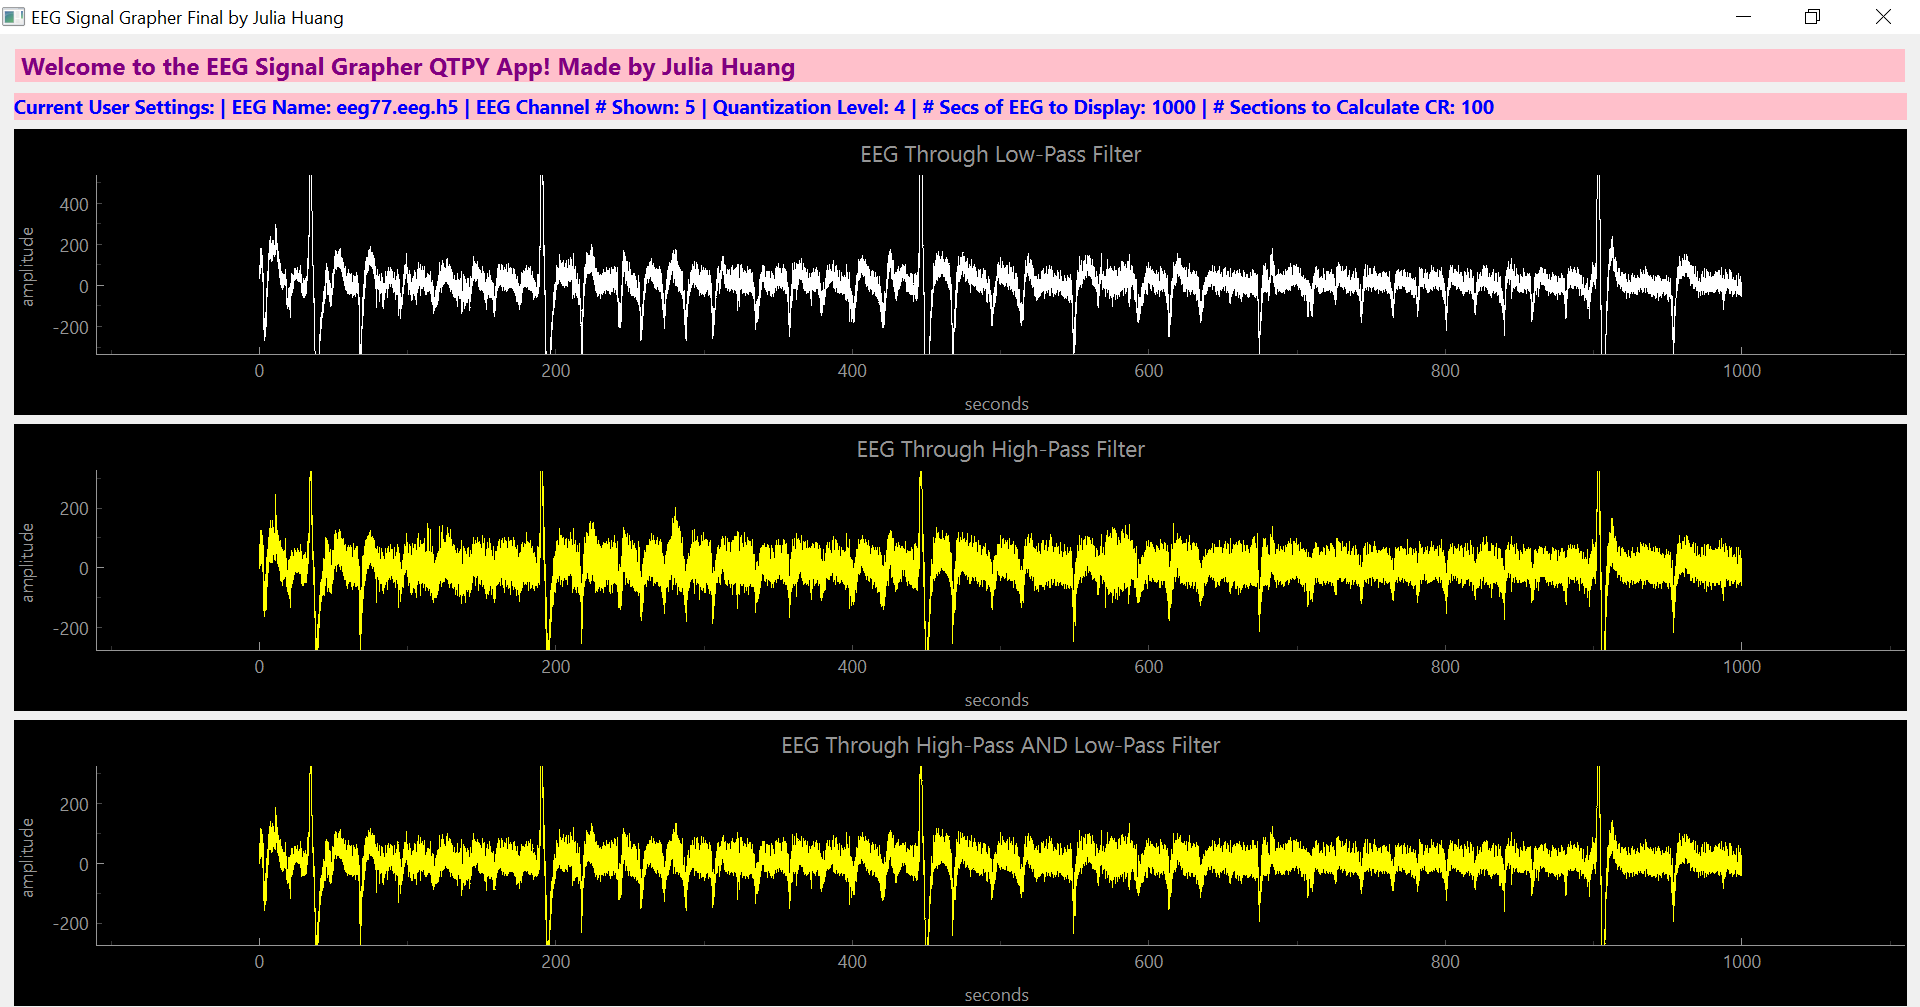 EEG Signal Grapher Final by Julia Huang
Welcome to the EEG Signal Grapher QTPY App! Made by Julia Huang
Current User Settings: | EEG Name: eeg77.eeg.h5 | EEG Channel # Shown: 5 | Quantization Level: 4 | # Secs of EEG to Display: 1000 | # Sections to Calculate CR: 100
EEG Through Low-Pass Filter
amplitude
400
200
0
-200
0 200 400 600 800 1000
seconds
EEG Through High-Pass Filter
amplitude
200
0
-200
0 200 400 600 800 1000
seconds
EEG Through High-Pass AND Low-Pass Filter
amplitude
200
0
-200
0 200 400 600 800 1000
seconds